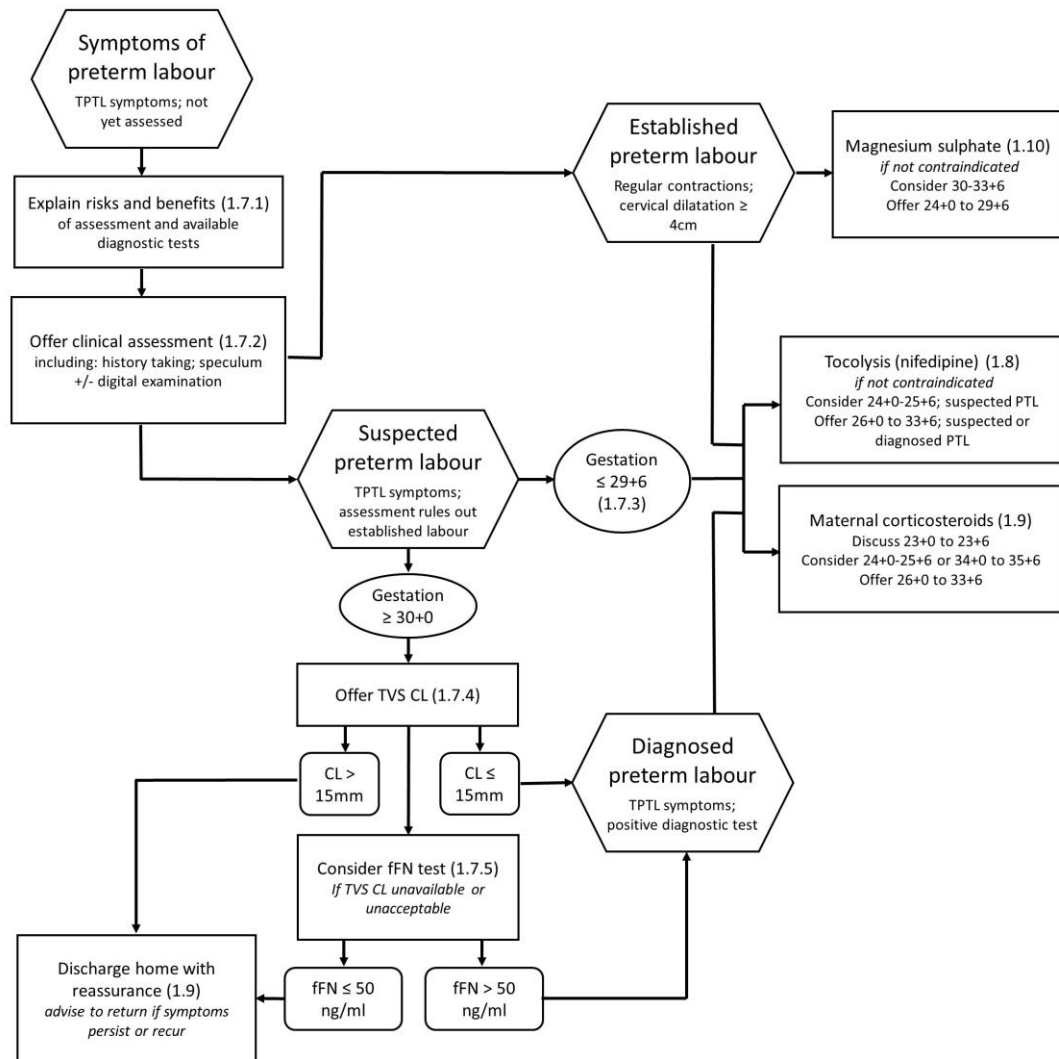 Symptoms of
preterm labour
TPTL symptoms; not
yet assessed
Explain risks and benefits (1.7.1)
of assessment and available
diagnostic tests
Offer clinical assessment (1.7.2)
including: history taking; speculum
+/- digital examination
Established
preterm labour
Regular contractions;
cervical dilatation ≥
4cm
Magnesium sulphate (1.10)
if not contraindicated
Consider 30-33+6
Offer 24+0 to 29+6
Suspected
preterm labour
TPTL symptoms;
assessment rules out
established labour
Gestation
≤ 29+6
(1.7.3)
Tocolysis (nifedipine) (1.8)
if not contraindicated
Consider 24+0-25+6; suspected PTL
Offer 26+0 to 33+6; suspected or
diagnosed PTL
Maternal corticosteroids (1.9)
Discuss 23+0 to 23+6
Consider 24+0-25+6 or 34+0 to 35+6
Offer 26+0 to 33+6
Gestation
≥ 30+0
Offer TVS CL (1.7.4)
CL >
15mm
CL ≤
15mm
Diagnosed
preterm labour
TPTL symptoms;
positive diagnostic test
Consider fFN test (1.7.5)
If TVS CL unavailable or
unacceptable
Discharge home with
reassurance (1.9)
advise to return if symptoms
persist or recur
fFN ≤ 50
ng/ml
fFN > 50
ng/ml